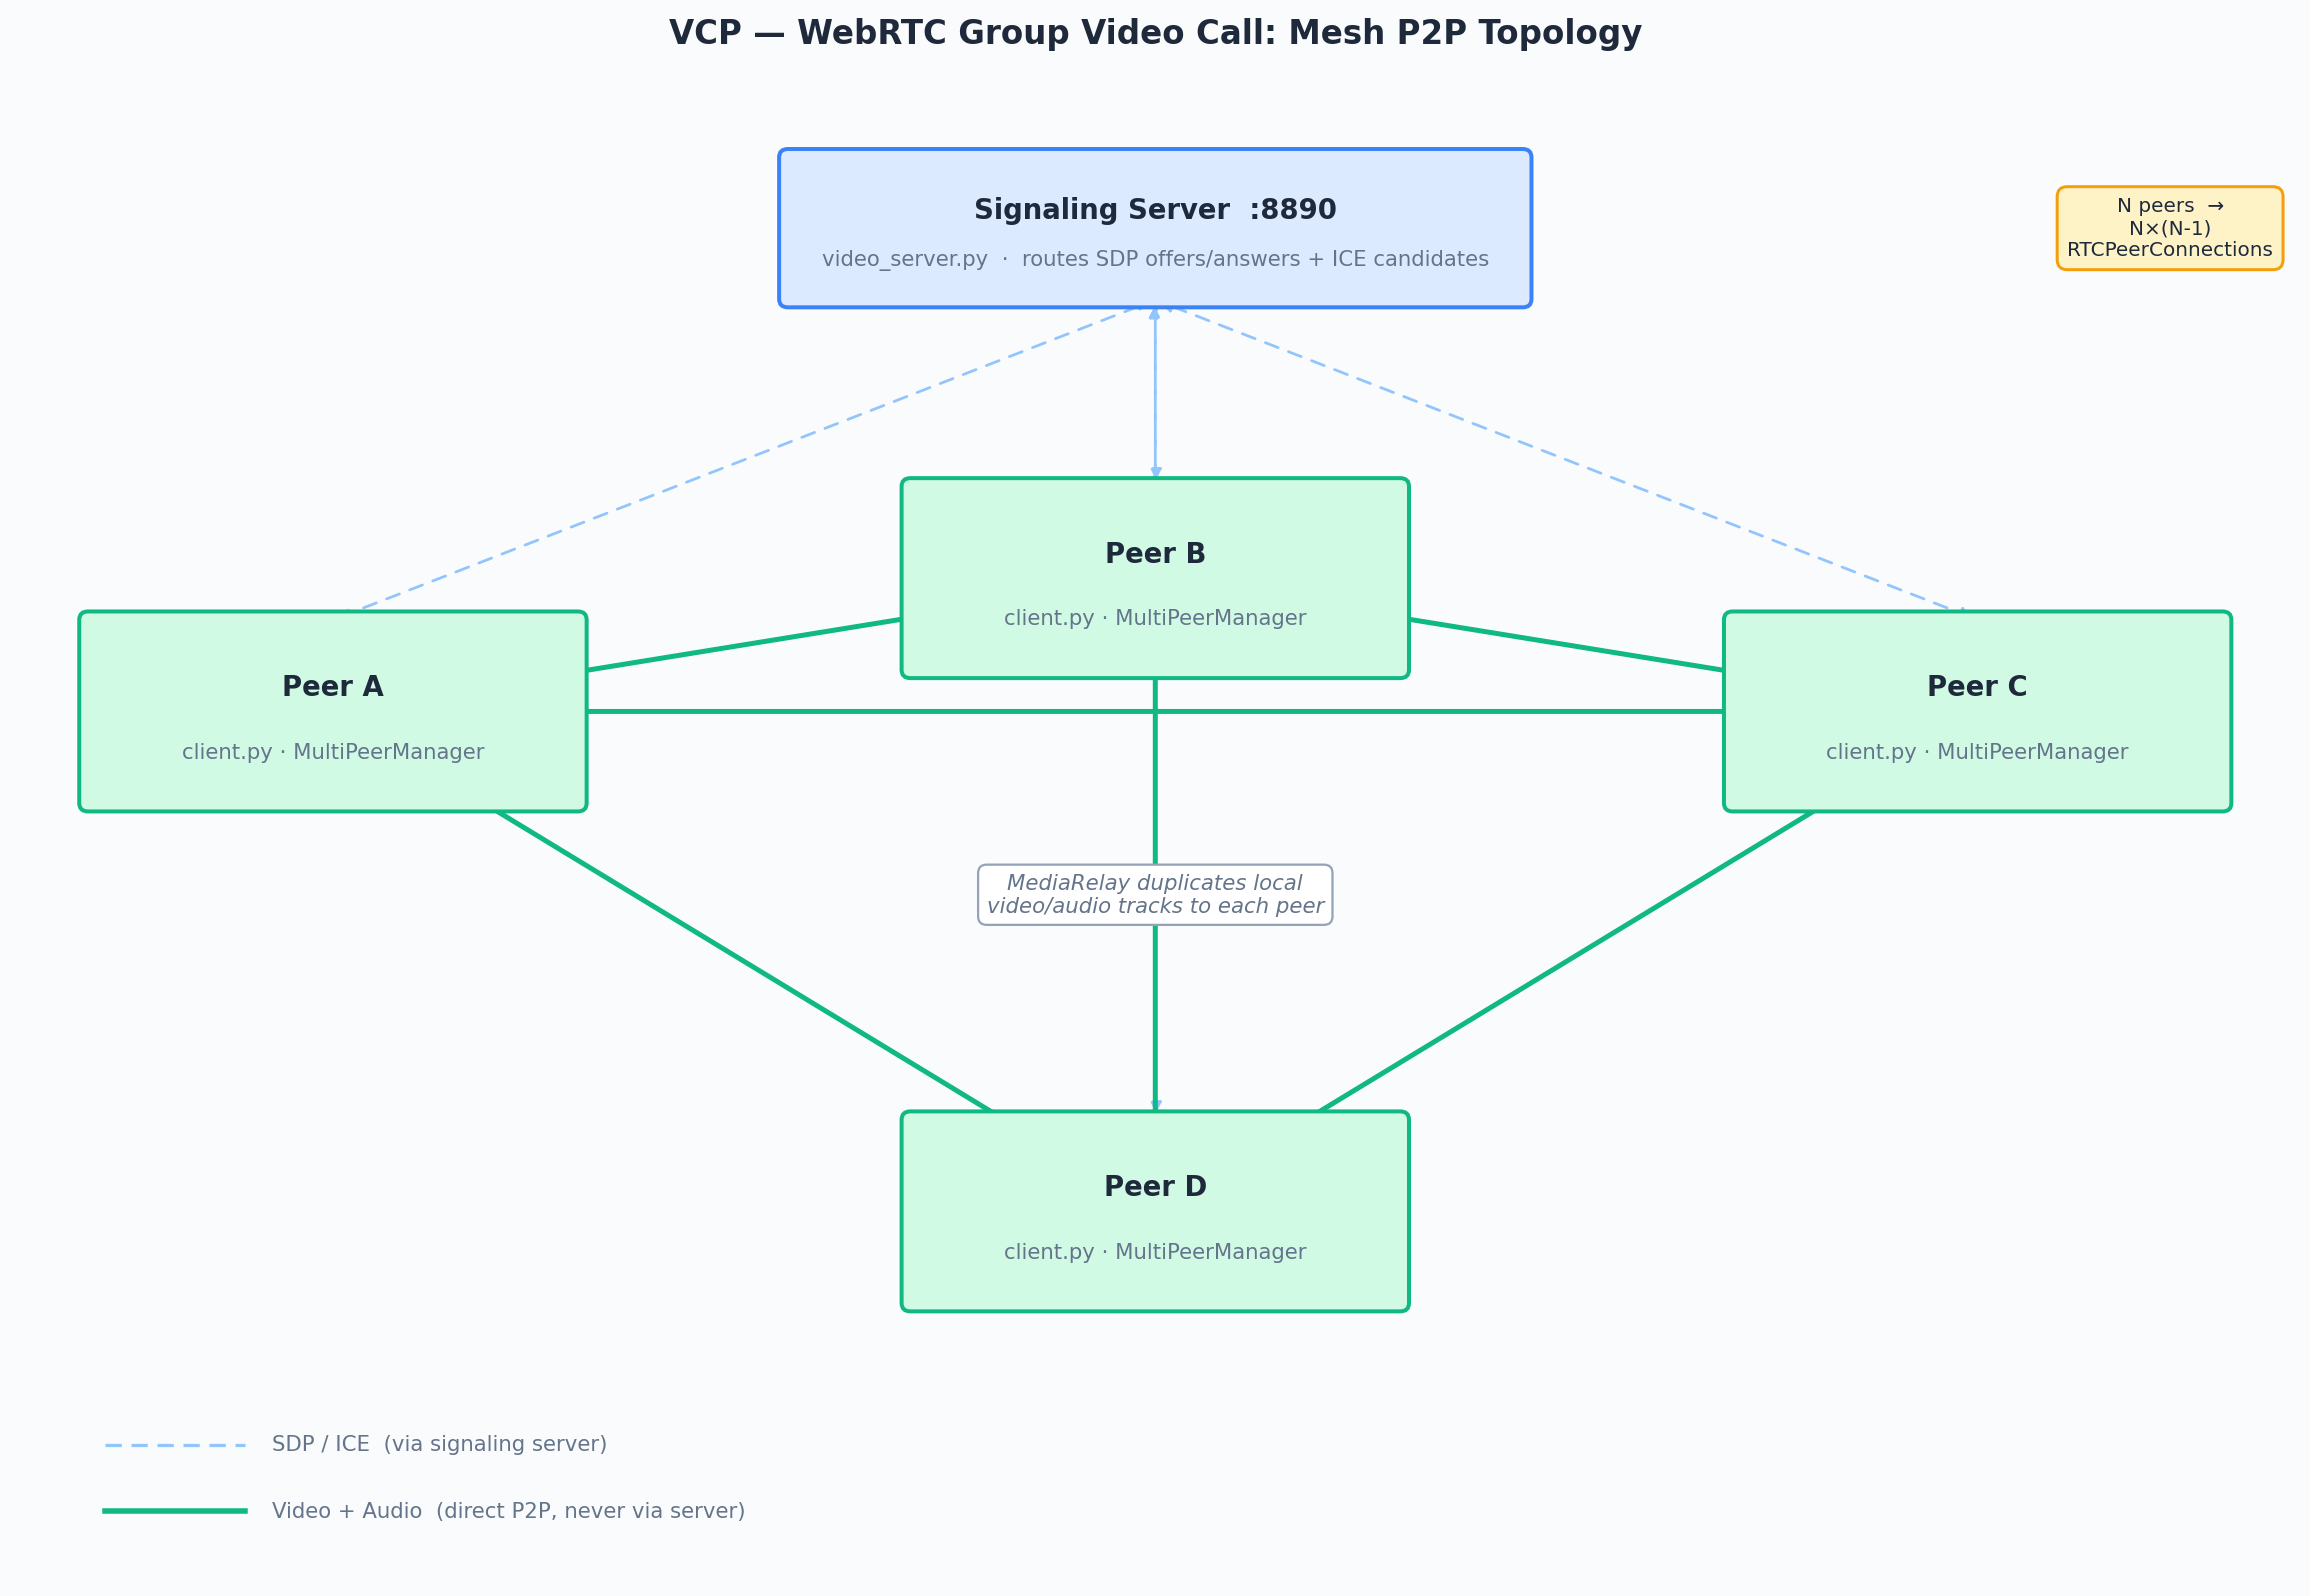 VCP — WebRTC Group Video Call: Mesh P2P Topology
Signaling Server  :8890
video_server.py  ·  routes SDP offers/answers + ICE candidates
N peers  →
N×(N-1)
RTCPeerConnections
Peer B
client.py · MultiPeerManager
Peer A
client.py · MultiPeerManager
Peer C
client.py · MultiPeerManager
MediaRelay duplicates local
video/audio tracks to each peer
Peer D
client.py · MultiPeerManager
SDP / ICE  (via signaling server)
Video + Audio  (direct P2P, never via server)